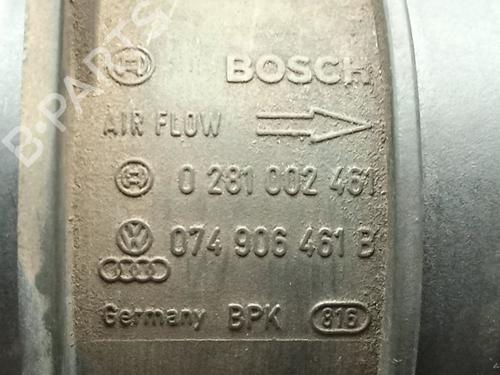 BOSCH
AIR FLOW
0 281 002 461
074 906 461 B
Germany BPK 816
B-PARTS